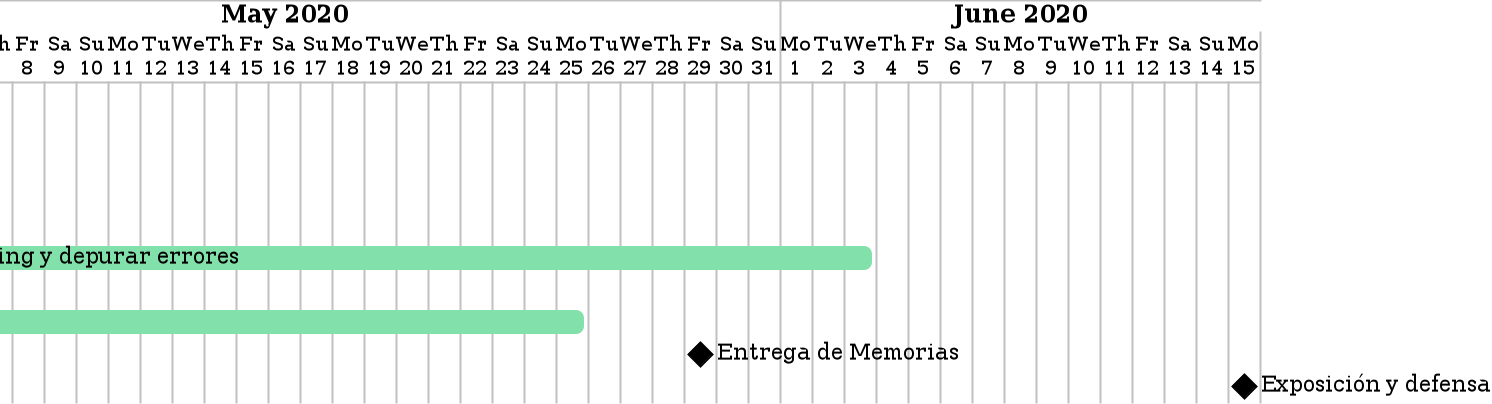 May 2020 June 2020
h Fr Sa Su Mo Tu We Th Fr Sa Su Mo Tu We Th Fr Sa Su Mo Tu We Th Fr Sa Su Mo Tu We Th Fr Sa Su Mo Tu We Th Fr Sa Su Mo
8 9 10 11 12 13 14 15 16 17 18 19 20 21 22 23 24 25 26 27 28 29 30 31 1 2 3 4 5 6 7 8 9 10 11 12 13 14 15
ing y depurar errores
Entrega de Memorias
Exposición y defensa